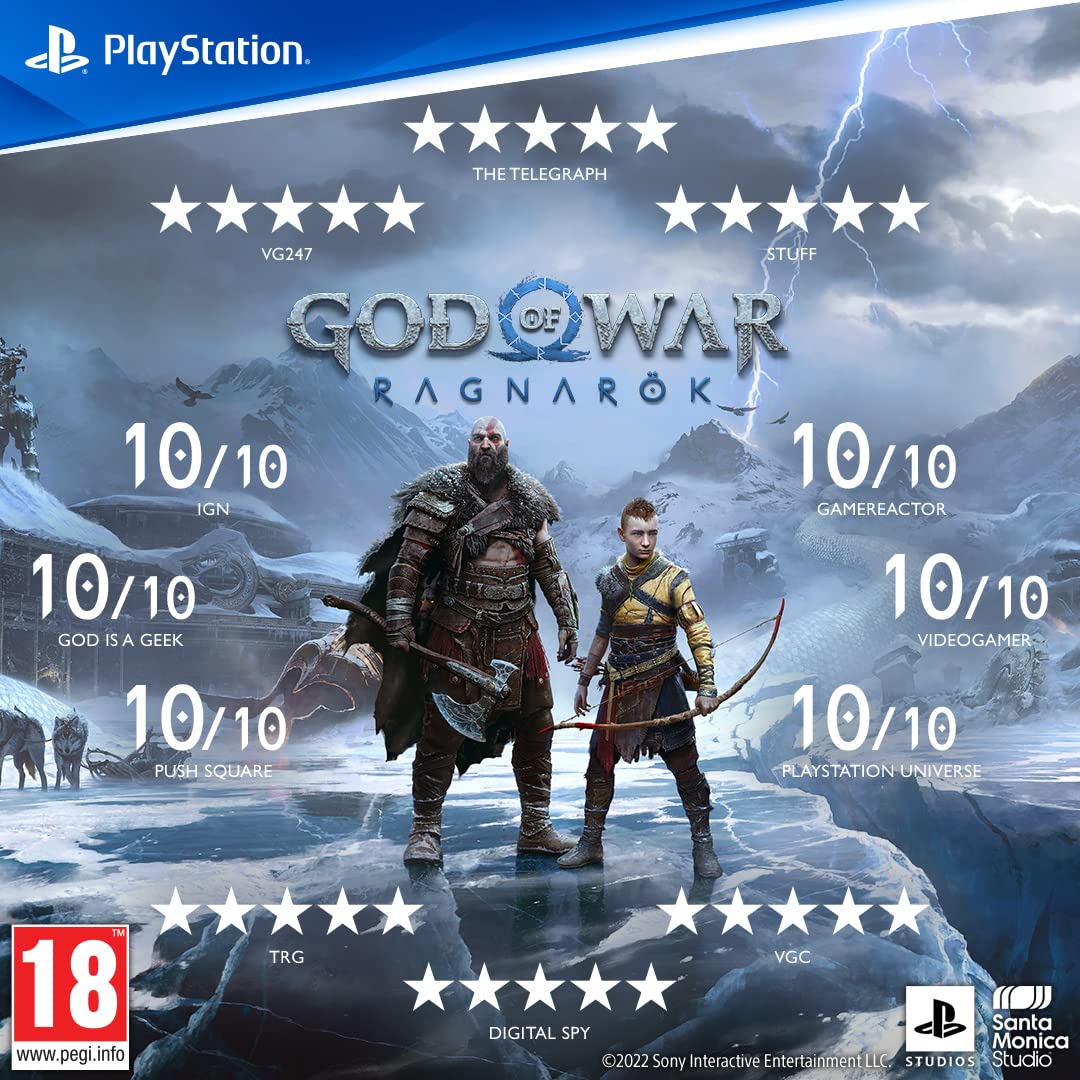 PlayStation
THE TELEGRAPH
VG247
STUFF
GOD OF WAR
RAGNARÖK
10/10
IGN
10/10
GAMEREACTOR
10/10
GOD IS A GEEK
10/10
VIDEOGAMER
10/10
PUSH SQUARE
10/10
PLAYSTATION UNIVERSE
TRG
VGC
DIGITAL SPY
18™
www.pegi.info
©2022 Sony Interactive Entertainment LLC.
STUDIOS
Santa
Monica
Studio